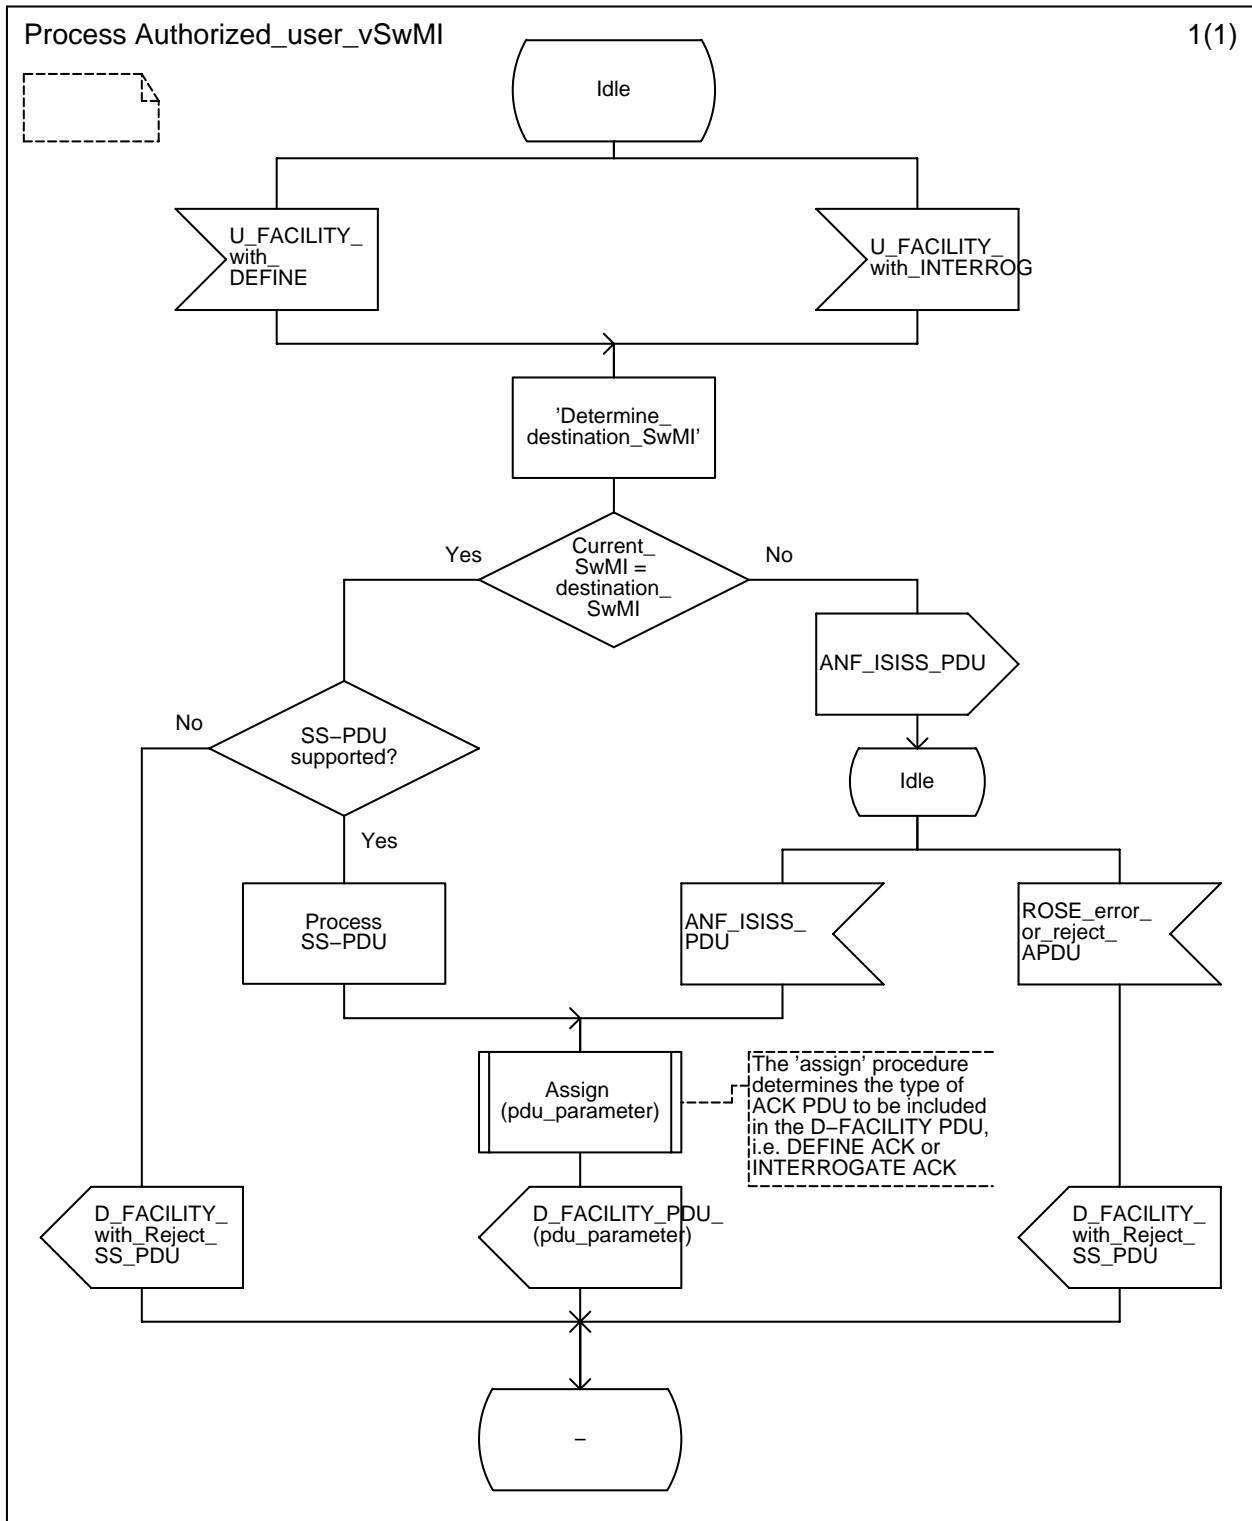 Process Authorized_user_vSwMI
1(1)
Idle
U_FACILITY_
with_
DEFINE
U_FACILITY_
with_INTERROG
’Determine_
destination_SwMI’
Current_
SwMI =
destination_
SwMI
Yes
No
ANF_ISISS_PDU
SS−PDU
supported?
No
Yes
Idle
Process
SS−PDU
ANF_ISISS_
PDU
ROSE_error_
or_reject_
APDU
Assign
(pdu_parameter)
The ’assign’ procedure
determines the type of
ACK PDU to be included
in the D−FACILITY PDU,
i.e. DEFINE ACK or
INTERROGATE ACK
D_FACILITY_
with_Reject_
SS_PDU
D_FACILITY_PDU_
(pdu_parameter)
D_FACILITY_
with_Reject_
SS_PDU
−